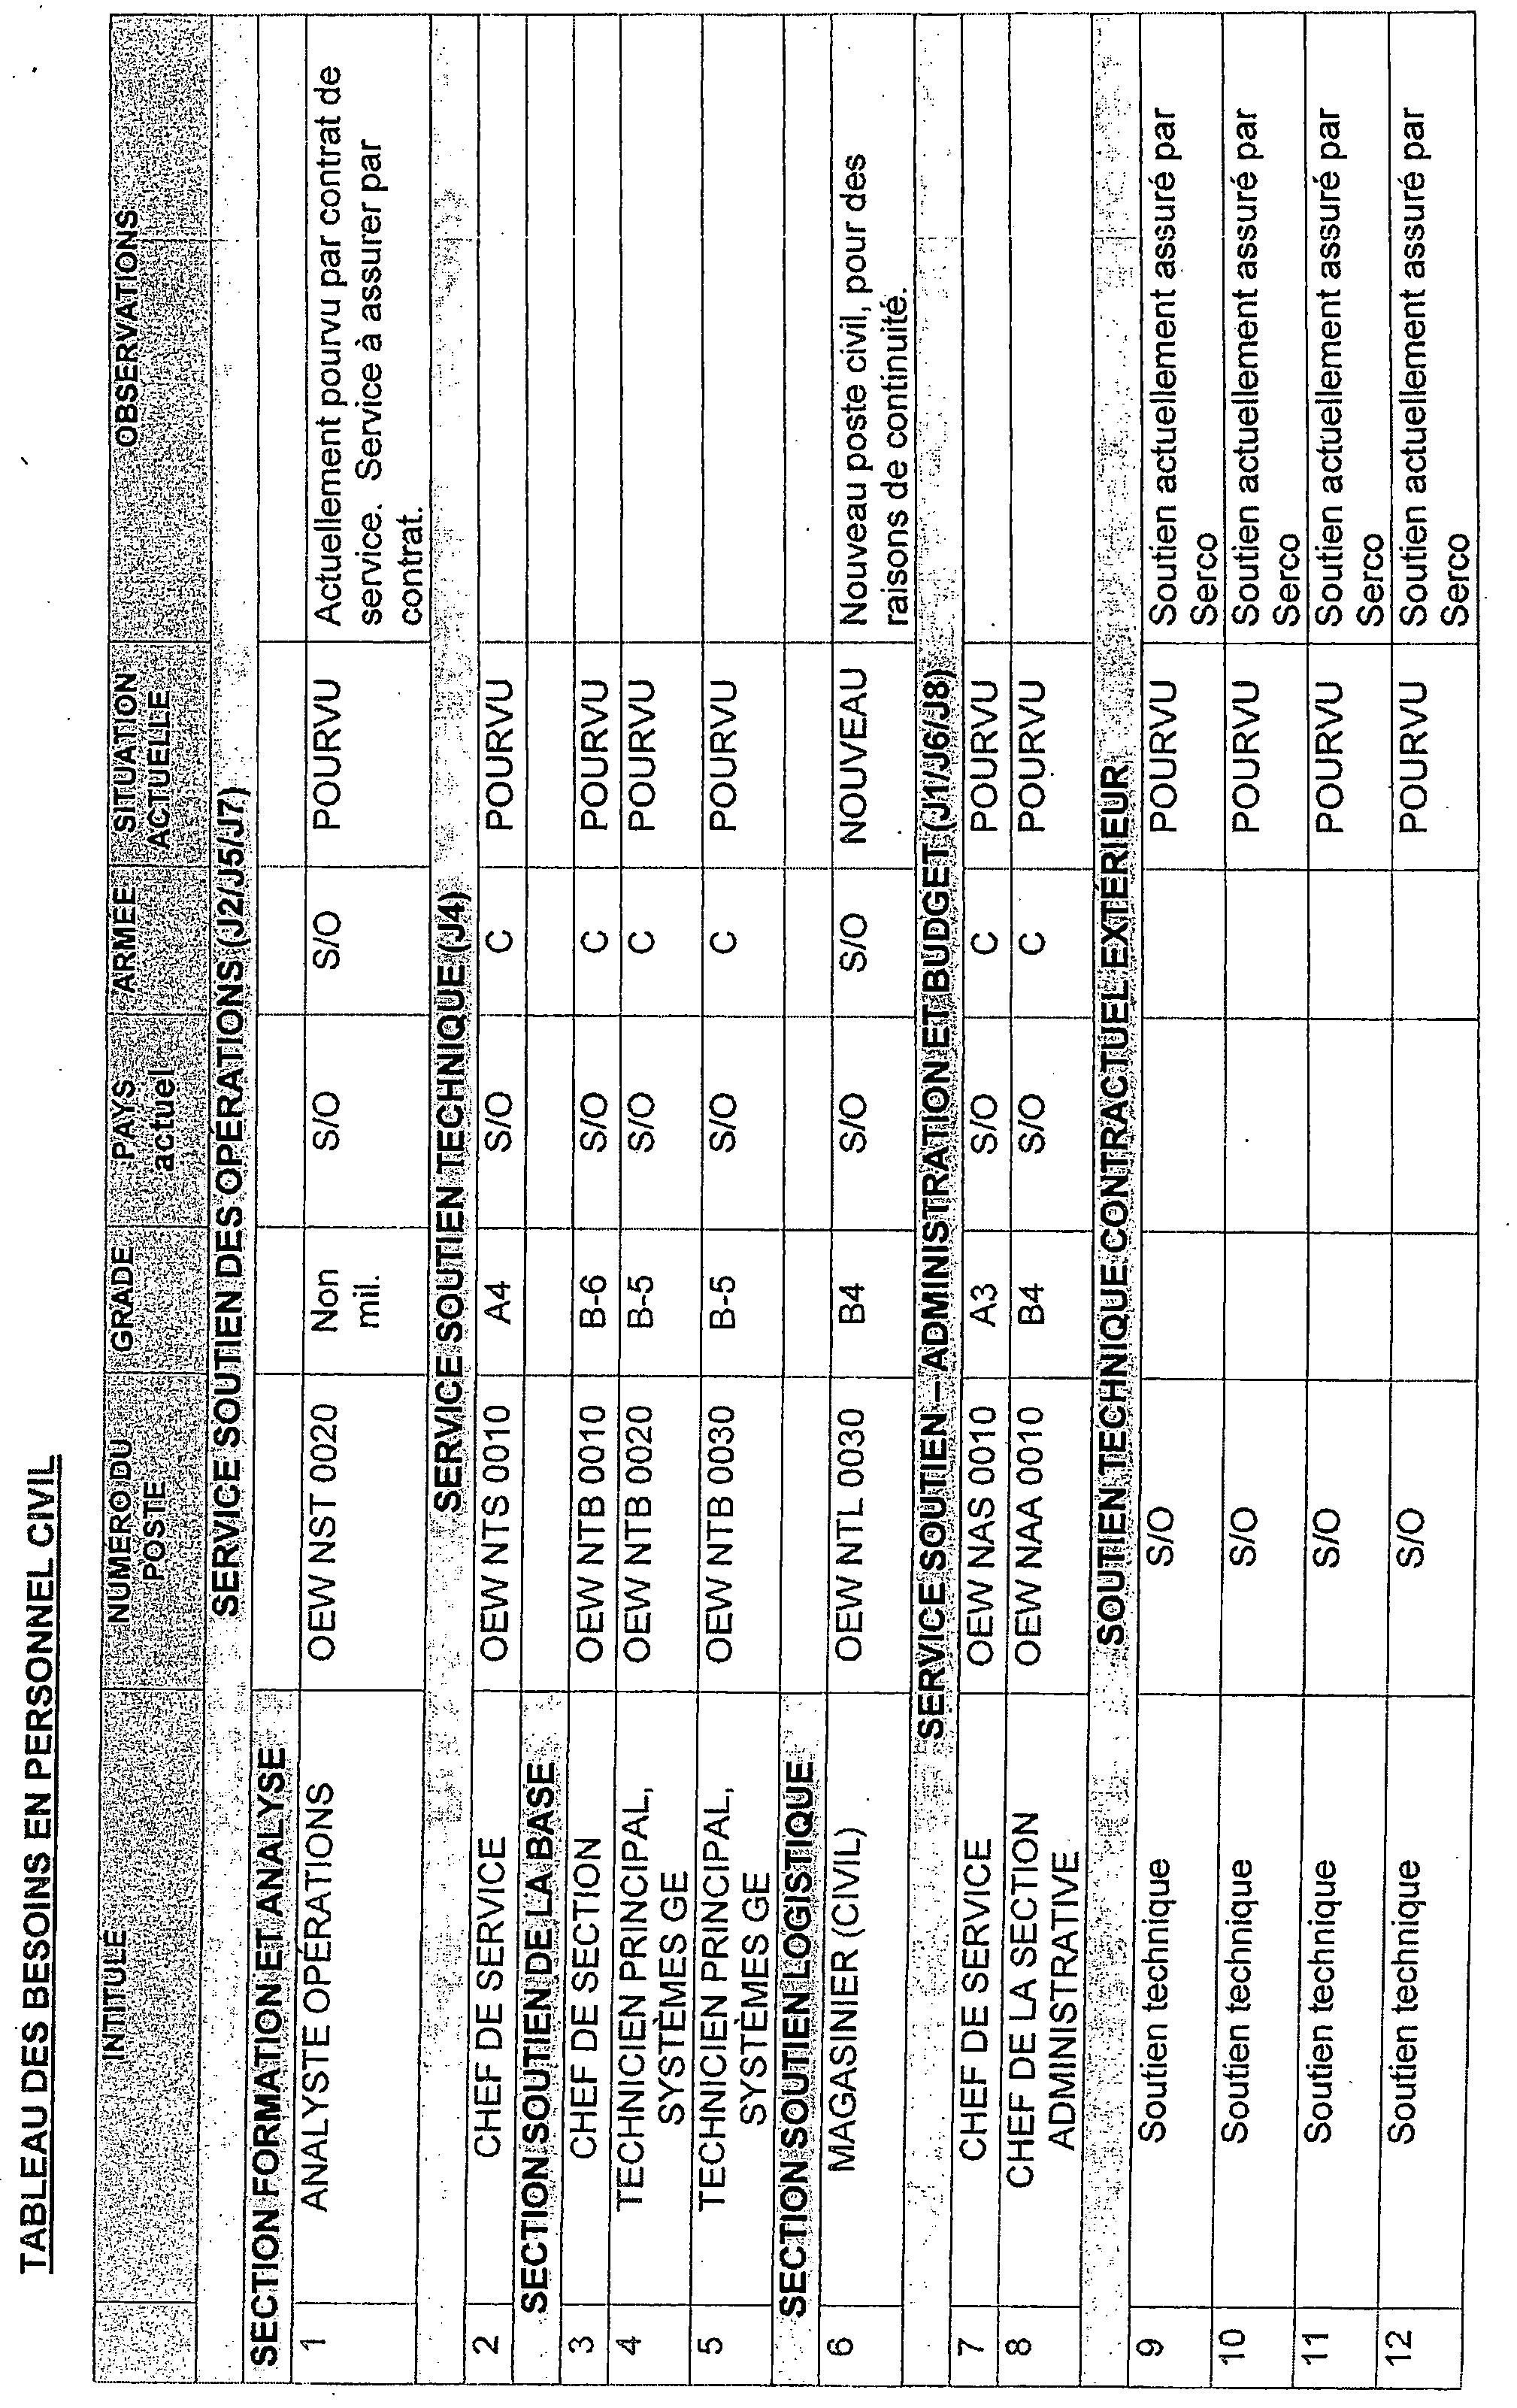 TABLEAU DES BESOINS EN PERSONNEL CIVIL
INTITULÉ NUMÉRO DU POSTE GRADE PAYS actuel ARMÉE SITUATION ACTUELLE OBSERVATIONS
SERVICE SOUTIEN DES OPÉRATIONS (J2/J5/J7)
SECTION FORMATION ET ANALYSE
1 ANALYSTE OPÉRATIONS OEW NST 0020 Non mil. S/O S/O POURVU Actuellement pourvu par contrat de
service. Service à assurer par
contrat.
SERVICE SOUTIEN TECHNIQUE (J4)
2 CHEF DE SERVICE OEW NTS 0010 A4 S/O C POURVU
SECTION SOUTIEN DE LA BASE
3 CHEF DE SECTION OEW NTB 0010 B-6 S/O C POURVU
4 TECHNICIEN PRINCIPAL, OEW NTB 0020 B-5 S/O C POURVU
SYSTÈMES GE
5 TECHNICIEN PRINCIPAL, OEW NTB 0030 B-5 S/O C POURVU
SYSTÈMES GE
SECTION SOUTIEN LOGISTIQUE
6 MAGASINIER (CIVIL) OEW NTL 0030 B4 S/O S/O NOUVEAU Nouveau poste civil, pour des
raisons de continuité.
SERVICE SOUTIEN – ADMINISTRATION ET BUDGET (J1/J6/J8)
7 CHEF DE SERVICE OEW NAS 0010 A3 S/O C POURVU
8 CHEF DE LA SECTION OEW NAA 0010 B4 S/O C POURVU
ADMINISTRATIVE
SOUTIEN TECHNIQUE CONTRACTUEL EXTÉRIEUR
9 Soutien technique S/O POURVU Soutien actuellement assuré par
Serco
10 Soutien technique S/O POURVU Soutien actuellement assuré par
Serco
11 Soutien technique S/O POURVU Soutien actuellement assuré par
Serco
12 Soutien technique S/O POURVU Soutien actuellement assuré par
Serco